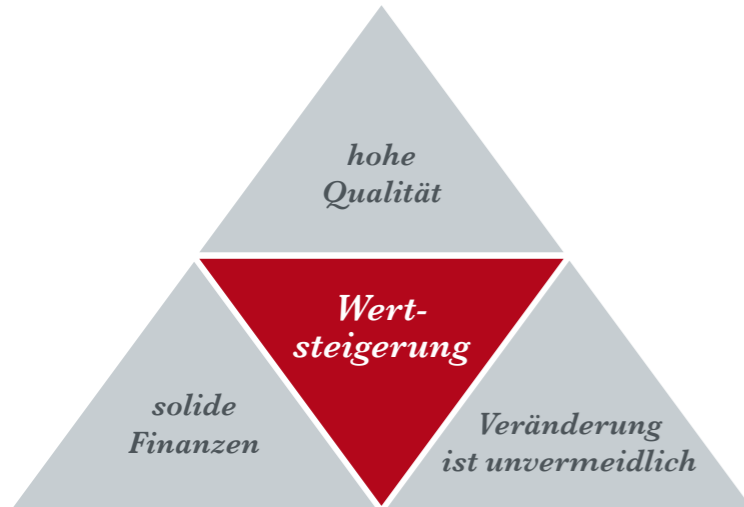 hohe
Qualität
Wert-
steigerung
solide
Finanzen
Veränderung
ist unvermeidlich